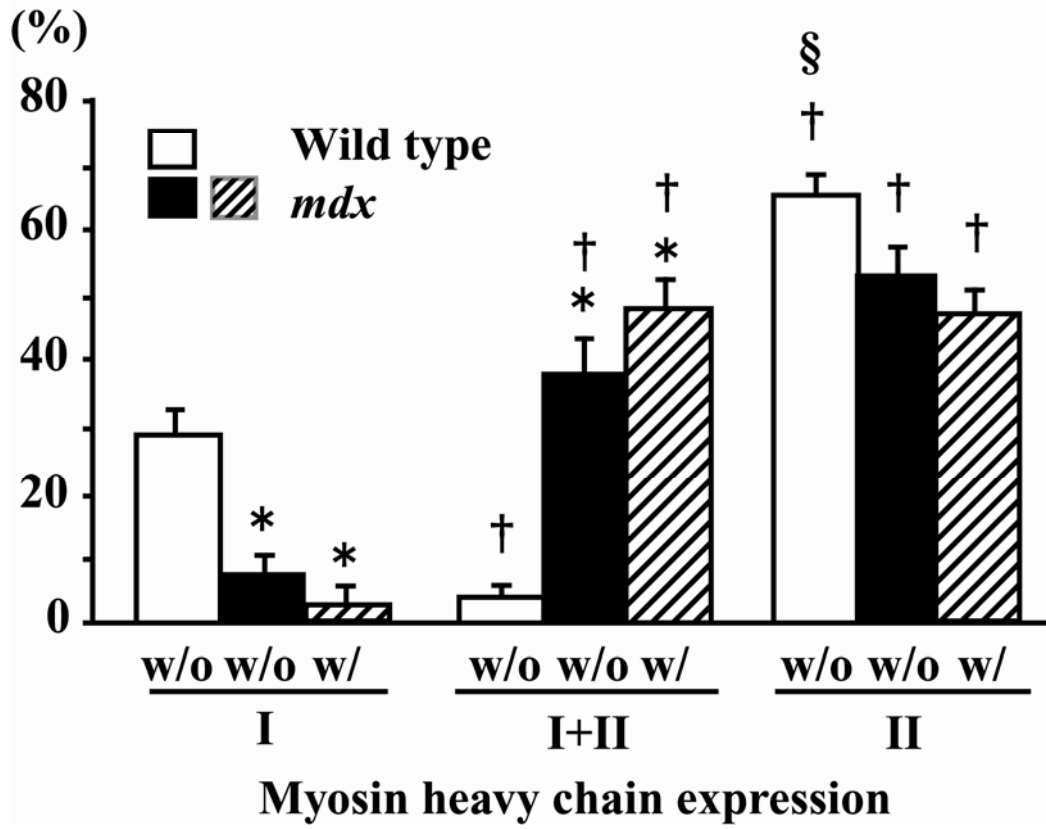 (%)
80
60
40
20
0
Wild type
mdx
*
*
†
†
*
†
*
§
†
†
†
w/o w/o w/
w/o w/o w/
w/o w/o w/
I
I+II
II
Myosin heavy chain expression